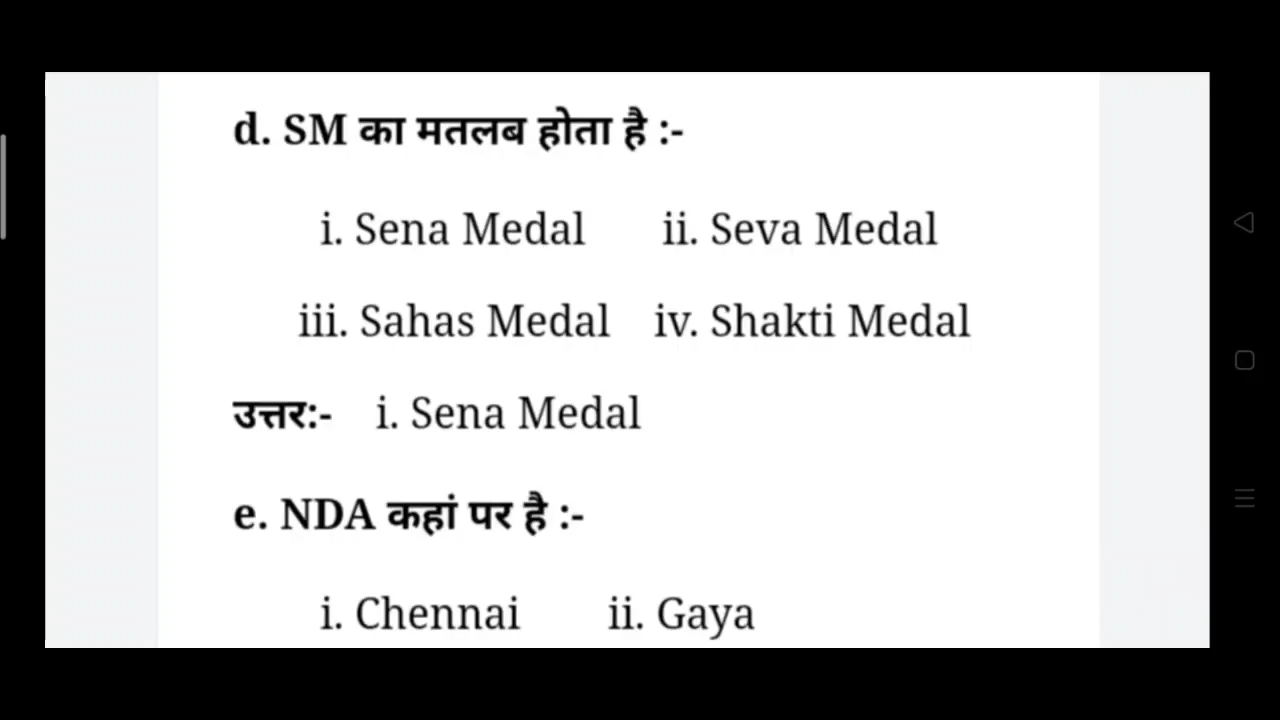 d. SM का मतलब होता है :-
i. Sena Medal ii. Seva Medal
iii. Sahas Medal iv. Shakti Medal
उत्तर:- i. Sena Medal
e. NDA कहां पर है :-
i. Chennai ii. Gaya